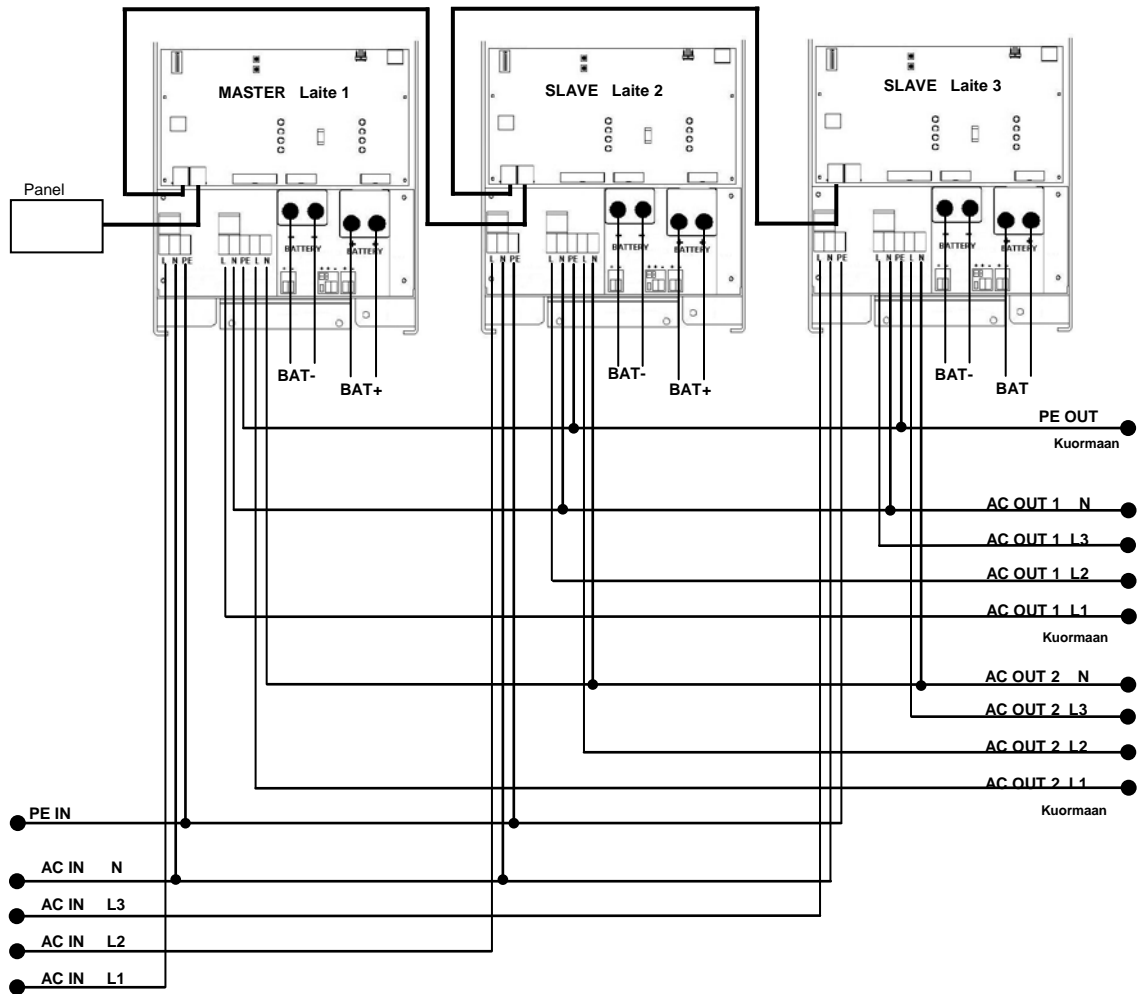 MASTER Laite 1
SLAVE Laite 2
SLAVE Laite 3
Panel
BATTERY
BATTERY
BATTERY
BATTERY
BATTERY
BATTERY
L N PE
L N PE L N
L N PE
L N PE L N
L N PE
L N PE L N
BAT-
BAT+
BAT-
BAT+
BAT-
BAT
PE OUT
Kuormaan
AC OUT 1 N
AC OUT 1 L3
AC OUT 1 L2
AC OUT 1 L1
Kuormaan
AC OUT 2 N
AC OUT 2 L3
AC OUT 2 L2
AC OUT 2 L1
Kuormaan
PE IN
AC IN N
AC IN L3
AC IN L2
AC IN L1